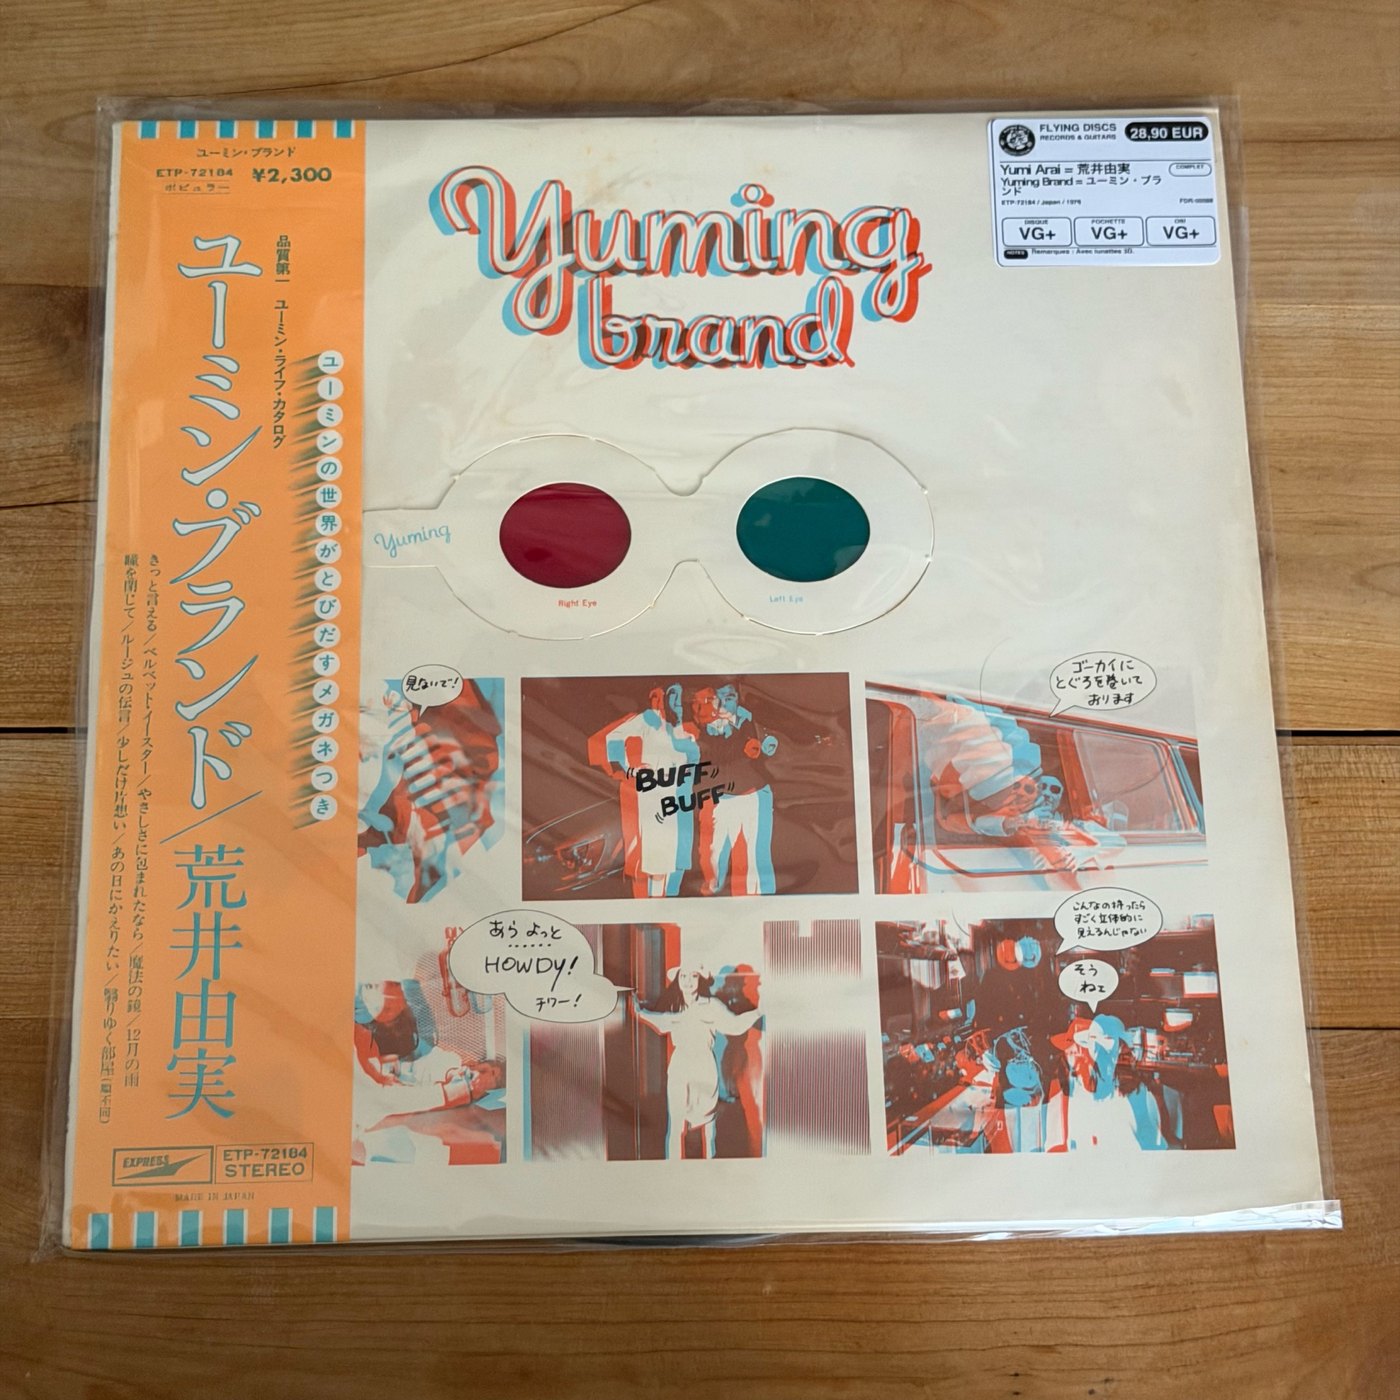 ユーミン・ブランド
ETP-72184 ¥2,300
ポピュラー
品質第一 ユーミン・ライフ・カタログ
ユーミンの世界がとびだすメガネつき
ユーミン・ブランド/荒井由実
きっと言える/ベルベット・イースター/やさしさに包まれたなら/魔法の鏡/12月の雨
瞳を閉じて/ルージュの伝言/少しだけ片想い/あの日にかえりたい/翳りゆく部屋(順不同)
EXPRESS
ETP-72184
STEREO
MADE IN JAPAN
Yuming
brand
FLYING DISCS
RECORDS & GUITARS
28,90 EUR
Yumi Arai = 荒井由実
COMPLET
Yuming Brand = ユーミン・ブラ
ンド
ETP-72184 / Japan / 1976
DISQUE
VG+
POCHETTE
VG+
OBI
VG+
NOTES
Remarques : Avec lunettes 3D.
Yuming
Right Eye
Left Eye
見ないで!
"BUFF"
"BUFF"
ゴーカイに
とぐろを巻いて
おります
あら よっと
......
HOWDY!
チワー!
こんなの持ったら
すごく立体的に
見えるんじゃない
そう
ねェ